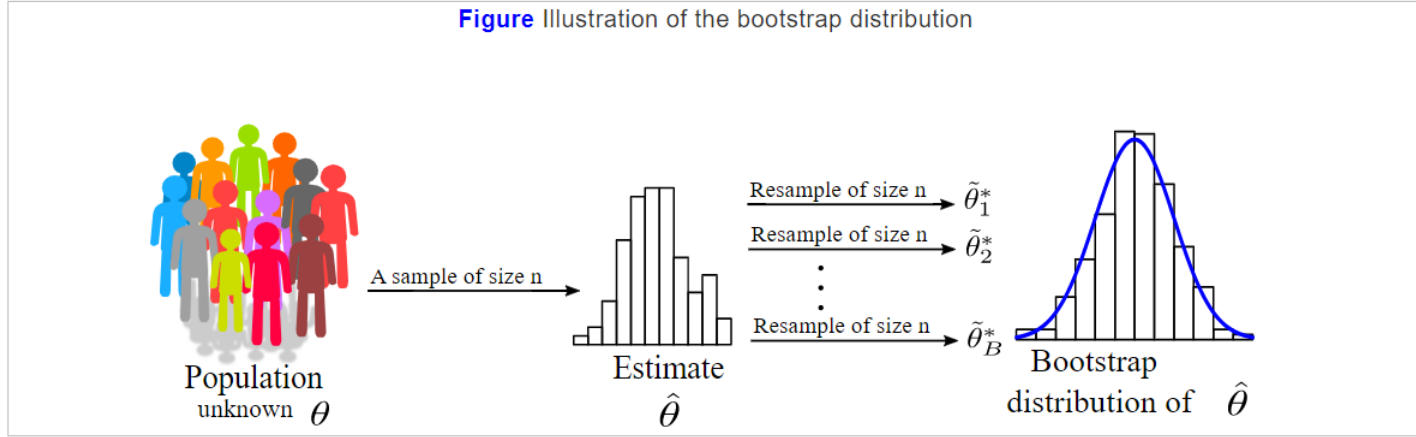 Figure Illustration of the bootstrap distribution
A sample of size n
Population
unknown θ
Estimate
θ̂
Resample of size n θ̃*₁
Resample of size n θ̃*₂
Resample of size n θ̃*_B
Bootstrap
distribution of θ̂